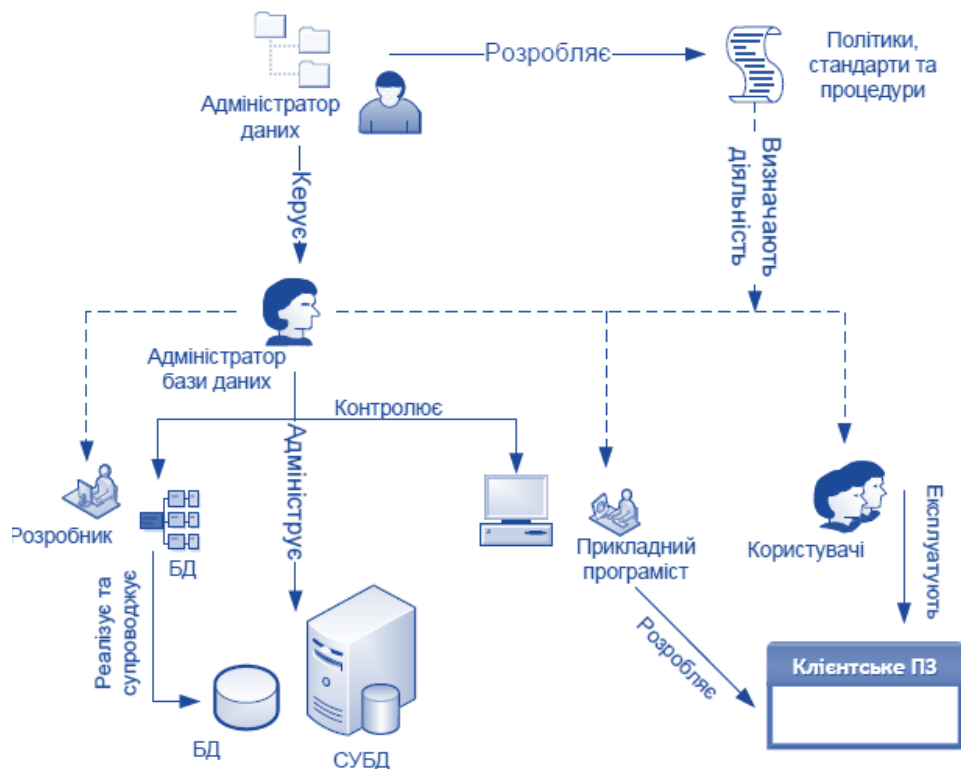 Розробляє
Політики,
стандарти та
процедури
Адміністратор
даних
Керує
Визначають
діяльність
Адміністратор
бази даних
Контролює
Адмініструє
Розробник
БД
Прикладний
програміст
Користувачі
Експлуатують
Реалізує та
супроводжує
Розробляє
Клієнтське ПЗ
БД
СУБД